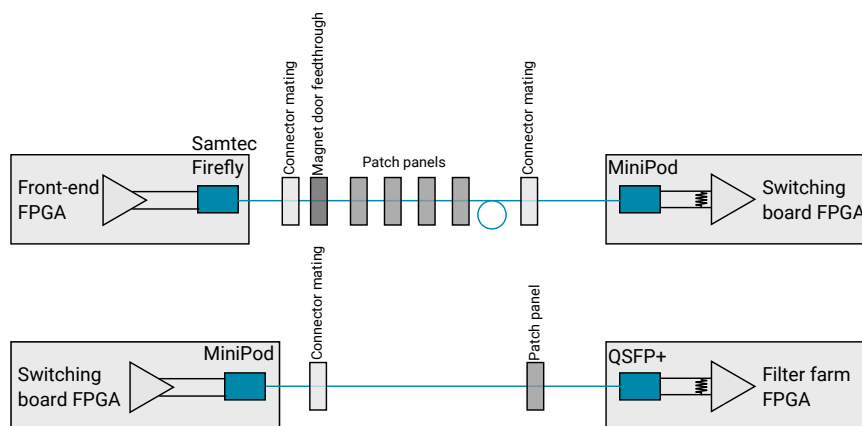 Connector mating
Magnet door feedthrough
Patch panels
Connector mating
Samtec
Firefly
Front-end
FPGA
MiniPod
Switching
board FPGA
Connector mating
Patch panel
MiniPod
Switching
board FPGA
QSFP+
Filter farm
FPGA